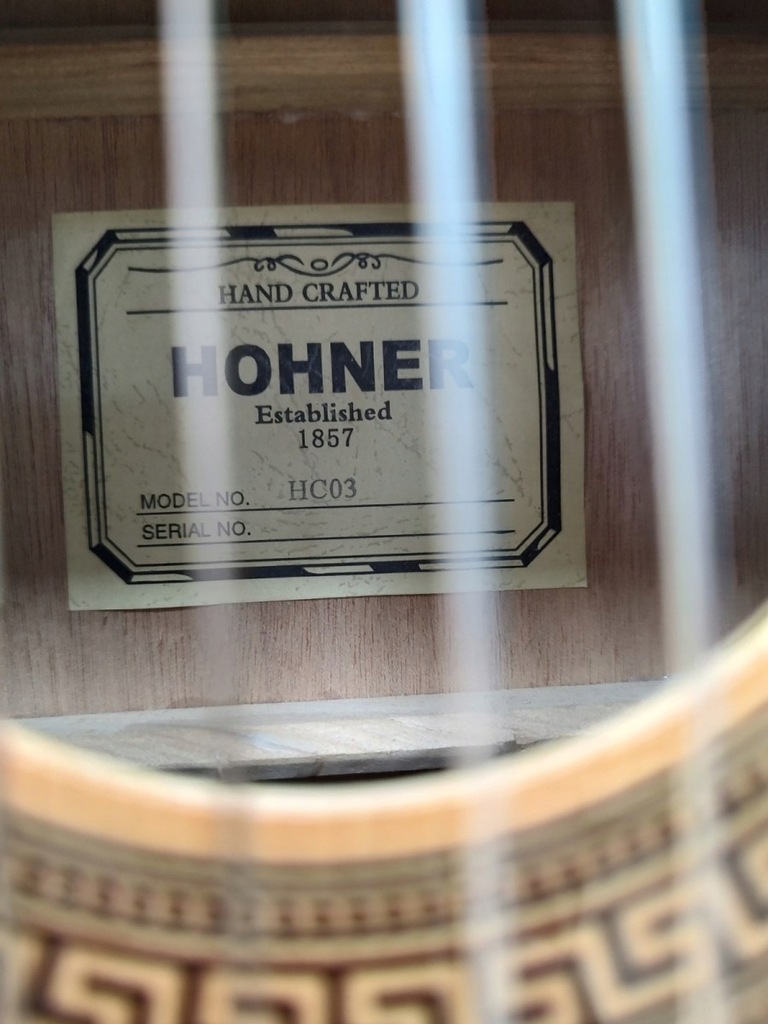 HAND CRAFTED
HOHNER
Established
1857
MODEL NO. HC03
SERIAL NO.